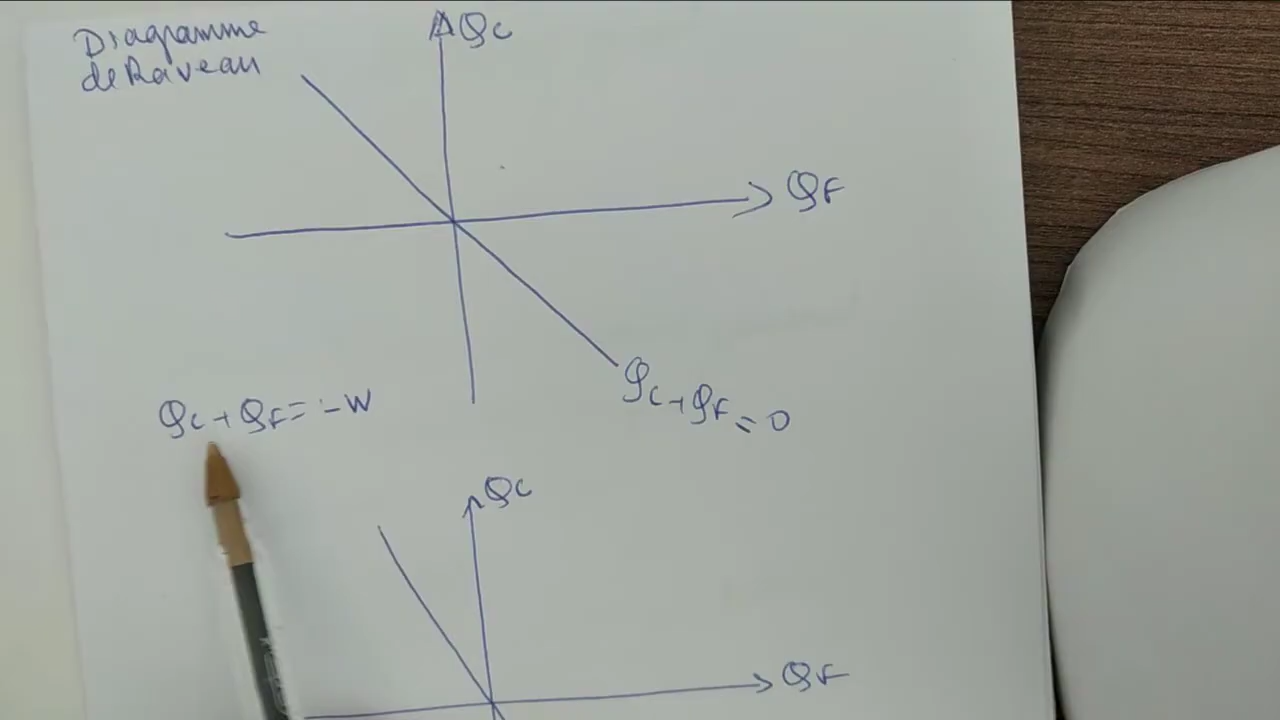 Diagramme
de Raveau
Qc
QF
Qc + QF = 0
Qc + QF = -W
Qc
QF